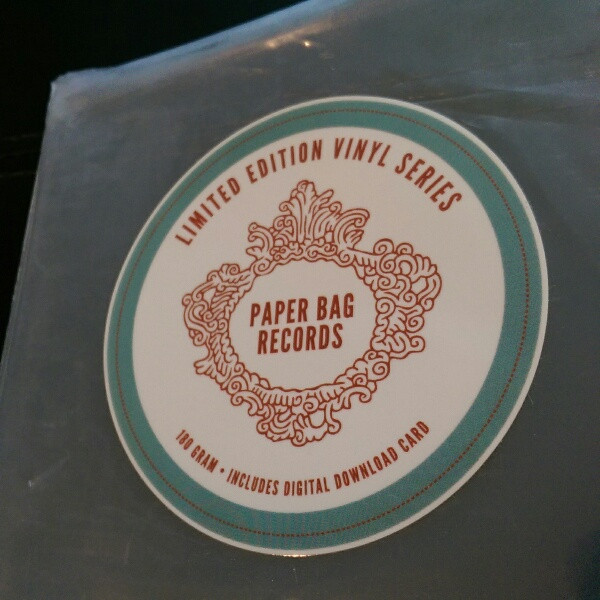 LIMITED EDITION VINYL SERIES
PAPER BAG
RECORDS
180 GRAM • INCLUDES DIGITAL DOWNLOAD CARD